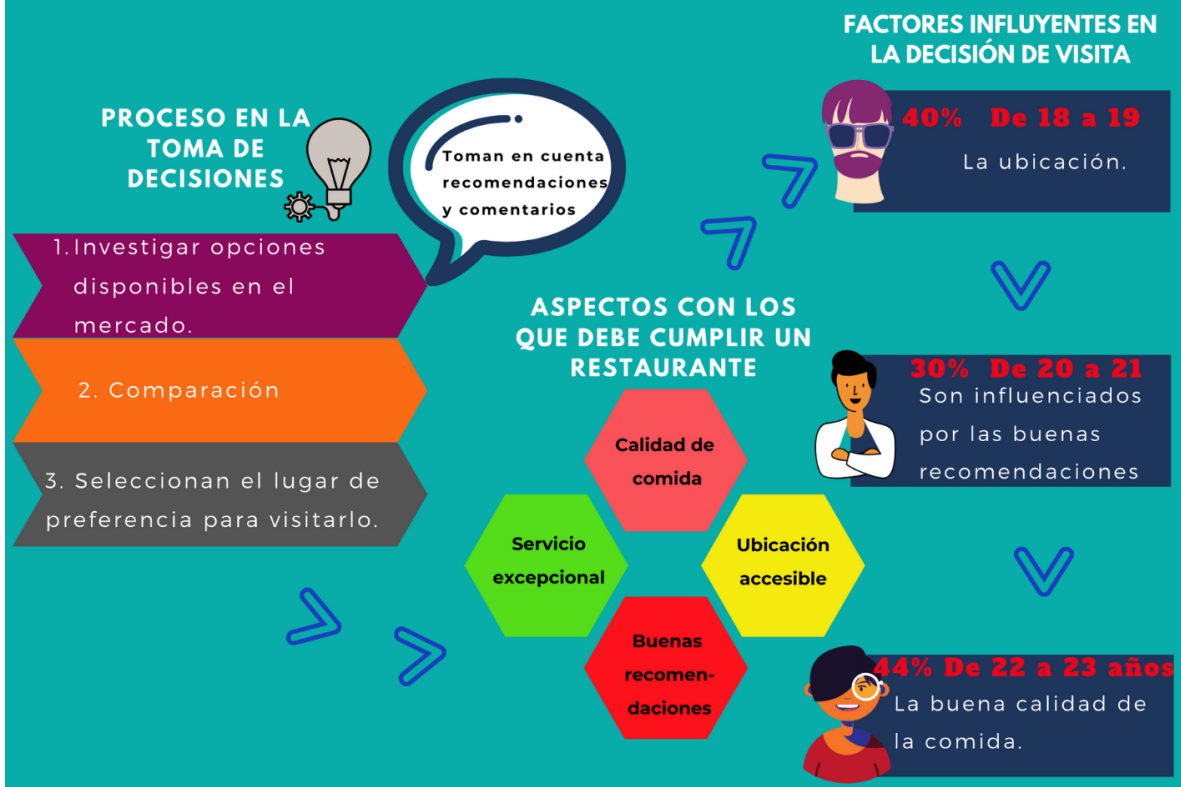 PROCESO EN LA
TOMA DE
DECISIONES
Toman en cuenta
recomendaciones
y comentarios
1.Investigar opciones
disponibles en el
mercado.
2. Comparación
3. Seleccionan el lugar de
preferencia para visitarlo.
ASPECTOS CON LOS
QUE DEBE CUMPLIR UN
RESTAURANTE
Calidad de
comida
Servicio
excepcional
Ubicación
accesible
Buenas
recomen-
daciones
FACTORES INFLUYENTES EN
LA DECISIÓN DE VISITA
40% De 18 a 19
La ubicación.
30% De 20 a 21
Son influenciados
por las buenas
recomendaciones
44% De 22 a 23 años
La buena calidad de
la comida.